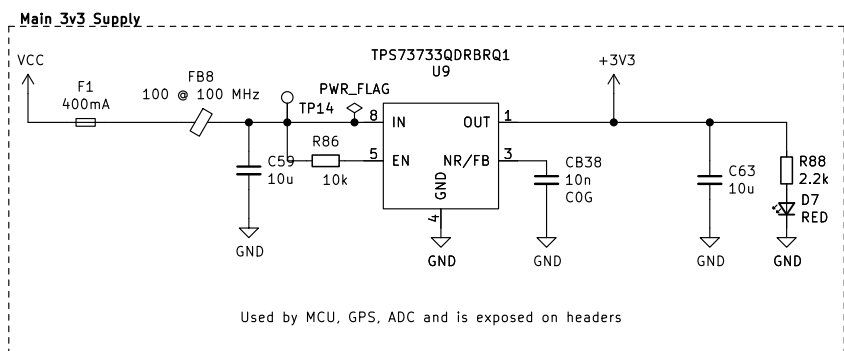 Main 3v3 Supply
VCC
F1
400mA
FB8
100 @ 100 MHz
TP14
PWR_FLAG
TPS73733QDRBRQ1
U9
8
IN
OUT
1
+3V3
R86
10k
5
EN
NR/FB
3
GND
4
C59
10u
GND
GND
CB38
10n
C0G
GND
C63
10u
GND
R88
2.2k
D7
RED
GND
Used by MCU, GPS, ADC and is exposed on headers